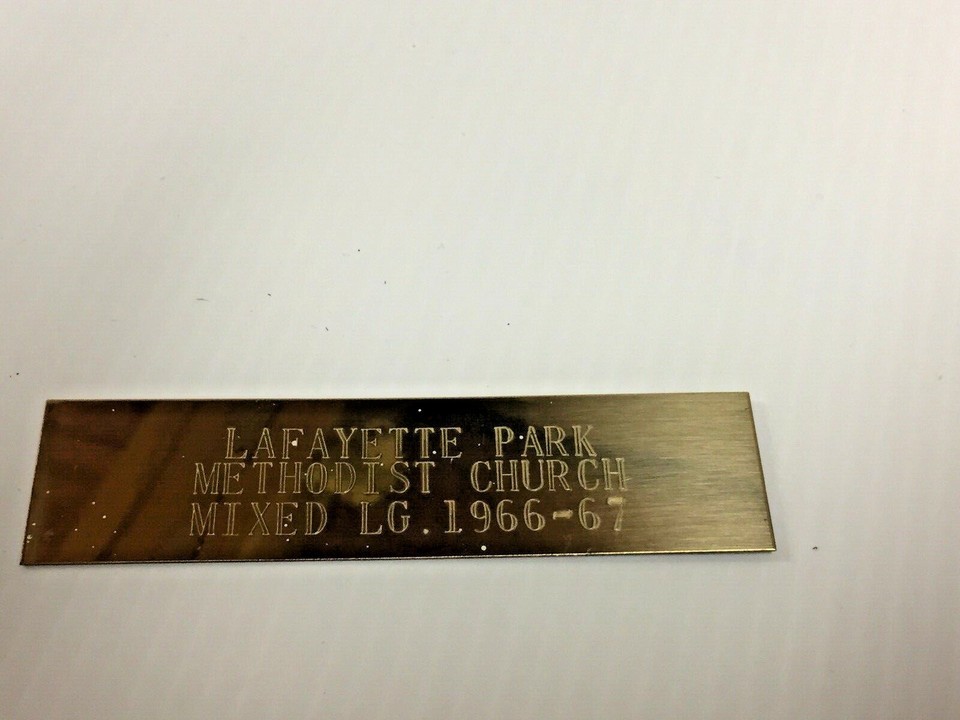 LAFAYETTE PARK
METHODIST CHURCH
MIXED LG. 1966-67